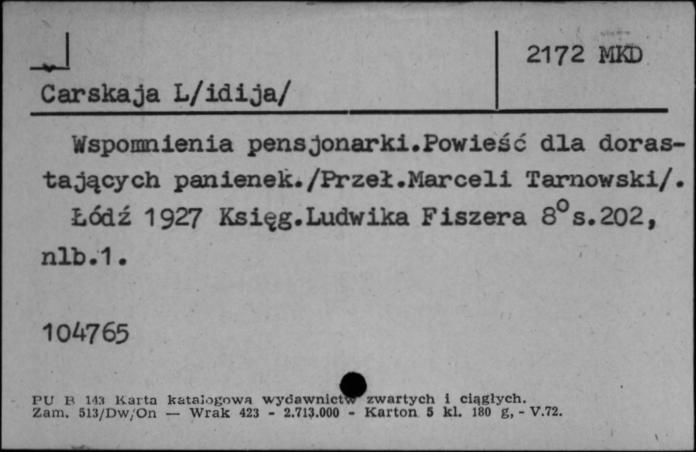 2172 MKD
Carskaja L/idija/
Wspomnienia pensjonarki.Powieść dla doras-
tających panienek./Przeł.Marceli Tarnowski/.
Łódź 1927 Księg.Ludwika Fiszera 8° s.202,
nlb.1.
104765
PU B 143 Karta katalogowa wydawnictw zwartych i ciągłych.
Zam. 513/Dw/On — Wrak 423 - 2.713.000 - Karton 5 kl. 180 g, - V.72.